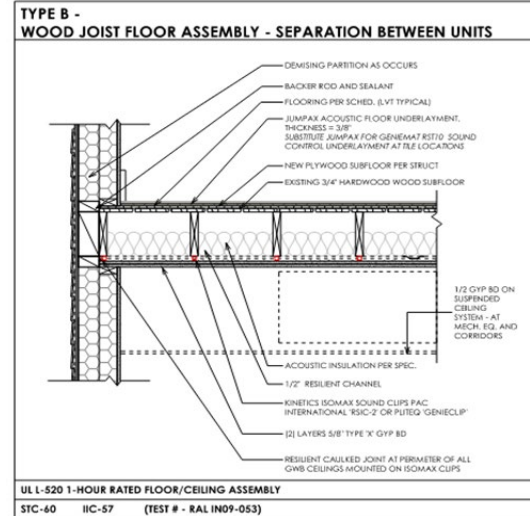 TYPE B -
WOOD JOIST FLOOR ASSEMBLY - SEPARATION BETWEEN UNITS
DEMISING PARTITION AS OCCURS
BACKER ROD AND SEALANT
FLOORING PER SCHED. (LVT TYPICAL)
JUMPAX ACOUSTIC FLOOR UNDERLAYMENT.
THICKNESS = 3/8"
SUBSTITUTE JUMPAX FOR GENIEMAT RST10 SOUND
CONTROL UNDERLAYMENT AT TILE LOCATIONS
NEW PLYWOOD SUBFLOOR PER STRUCT
EXISTING 3/4" HARDWOOD WOOD SUBFLOOR
1/2 GYP BD ON
SUSPENDED
CEILING
SYSTEM - AT
MECH. EQ. AND
CORRIDORS
ACOUSTIC INSULATION PER SPEC.
1/2" RESILIENT CHANNEL
KINETICS ISOMAX SOUND CLIPS PAC
INTERNATIONAL 'RSIC-2' OR PLITEQ 'GENIECLIP'
(2) LAYERS 5/8" TYPE 'X' GYP BD
RESILIENT CAULKED JOINT AT PERIMETER OF ALL
GWB CEILINGS MOUNTED ON ISOMAX CLIPS
UL L-520 1-HOUR RATED FLOOR/CEILING ASSEMBLY
STC-60 IIC-57 (TEST # - RAL IN09-053)